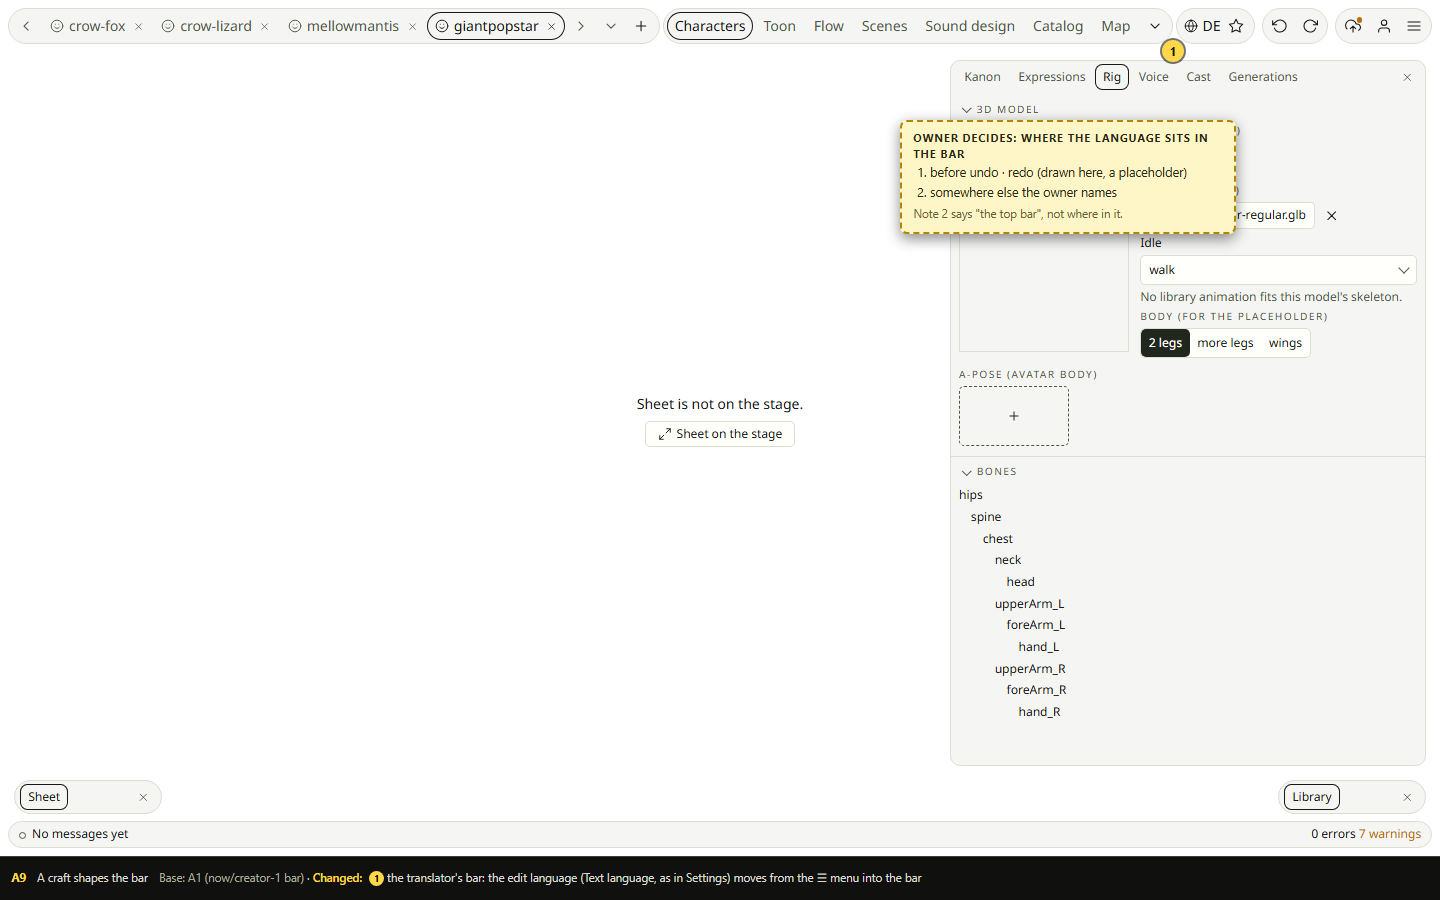 crow-fox crow-lizard mellowmantis giantpopstar Characters Toon Flow Scenes Sound design Catalog Map DE
1
Kanon Expressions Rig Voice Cast Generations
3D MODEL
OWNER DECIDES: WHERE THE LANGUAGE SITS IN
THE BAR
1. before undo · redo (drawn here, a placeholder)
2. somewhere else the owner names
Note 2 says "the top bar", not where in it.
r-regular.glb
Idle
walk
No library animation fits this model's skeleton.
BODY (FOR THE PLACEHOLDER)
2 legs more legs wings
A-POSE (AVATAR BODY)
Sheet is not on the stage.
Sheet on the stage
BONES
hips
spine
chest
neck
head
upperArm_L
foreArm_L
hand_L
upperArm_R
foreArm_R
hand_R
Sheet
Library
No messages yet 0 errors 7 warnings
A9 A craft shapes the bar Base: A1 (now/creator-1 bar) · Changed: 1 the translator's bar: the edit language (Text language, as in Settings) moves from the ☰ menu into the bar